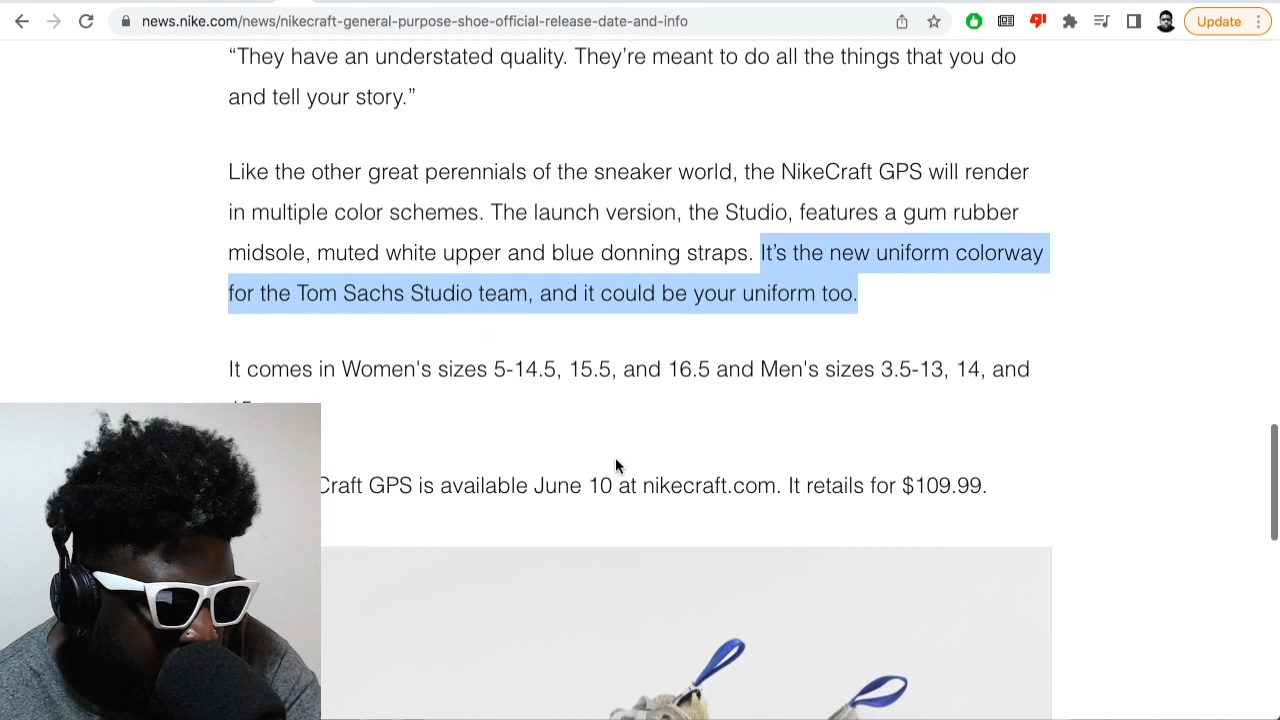 news.nike.com/news/nikecraft-general-purpose-shoe-official-release-date-and-info
Update
“They have an understated quality. They’re meant to do all the things that you do
and tell your story.”
Like the other great perennials of the sneaker world, the NikeCraft GPS will render
in multiple color schemes. The launch version, the Studio, features a gum rubber
midsole, muted white upper and blue donning straps. It’s the new uniform colorway
for the Tom Sachs Studio team, and it could be your uniform too.
It comes in Women's sizes 5-14.5, 15.5, and 16.5 and Men's sizes 3.5-13, 14, and
Craft GPS is available June 10 at nikecraft.com. It retails for $109.99.